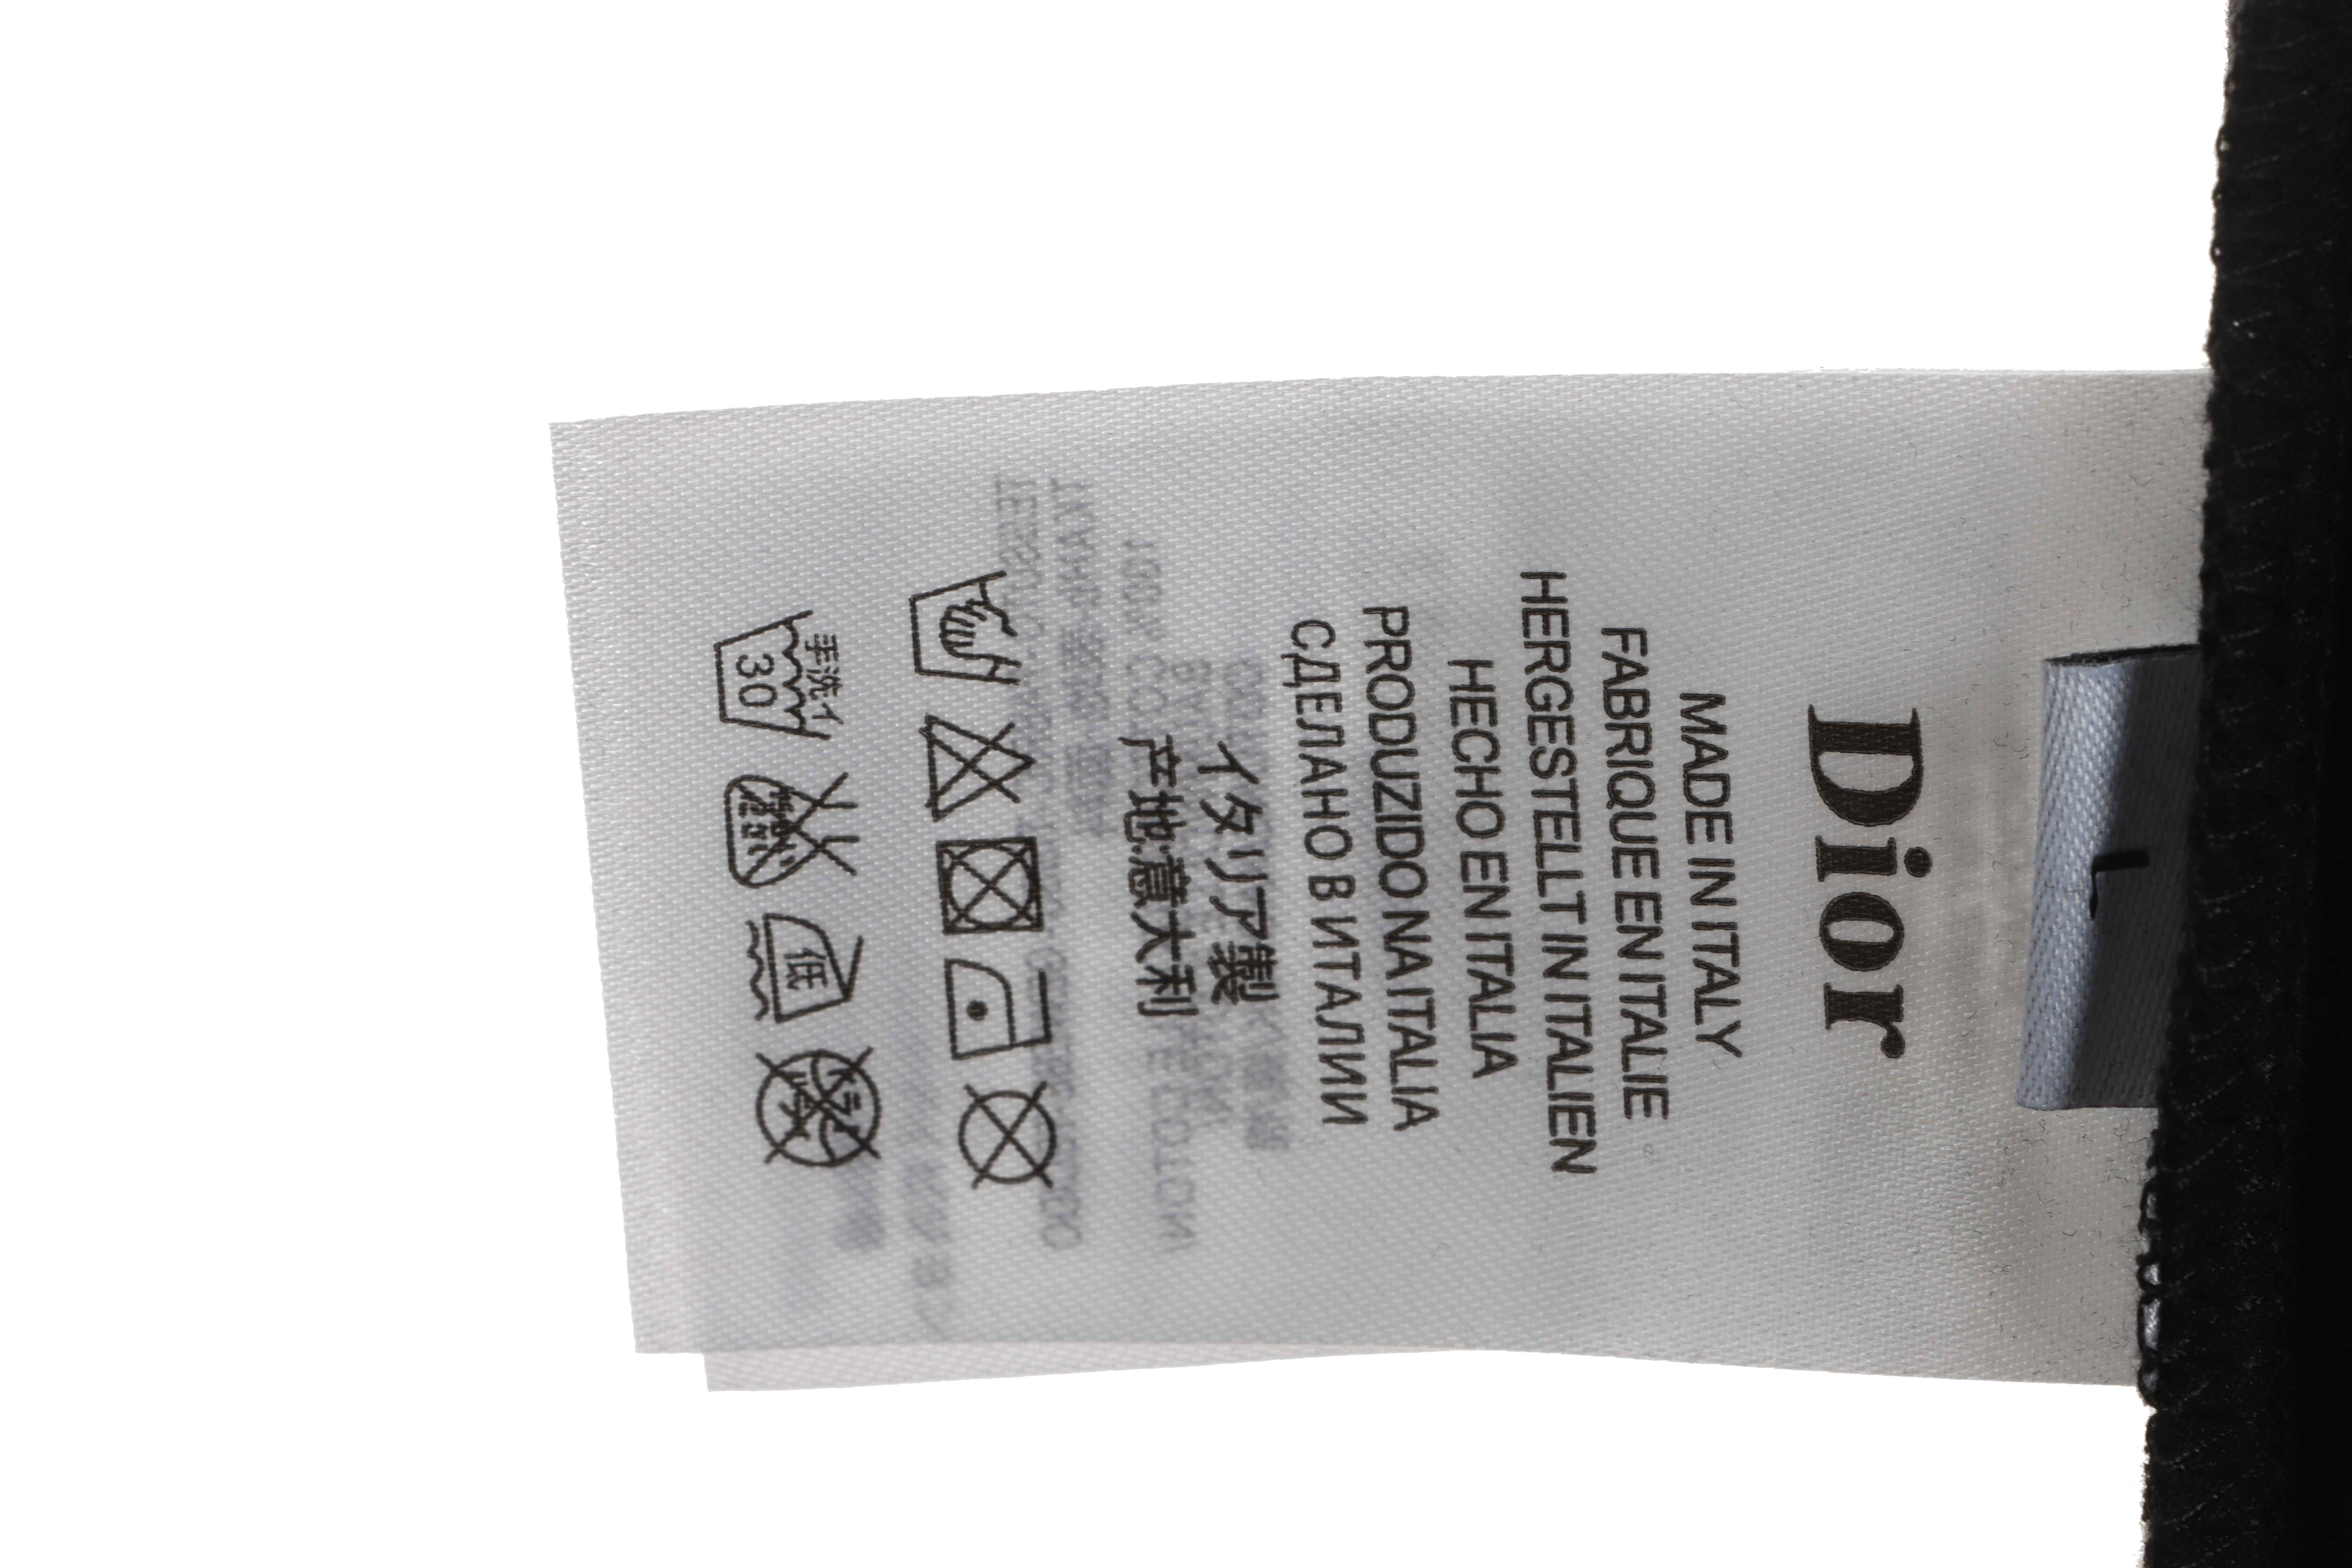 Dior
MADE IN ITALY
FABRIQUE EN ITALIE
HERGESTELLT IN ITALIEN
HECHO EN ITALIA
PRODUZIDO NA ITALIA
СДЕЛАНО В ИТАЛИИ
イタリア製
产地:意大利
手洗イ
30
低